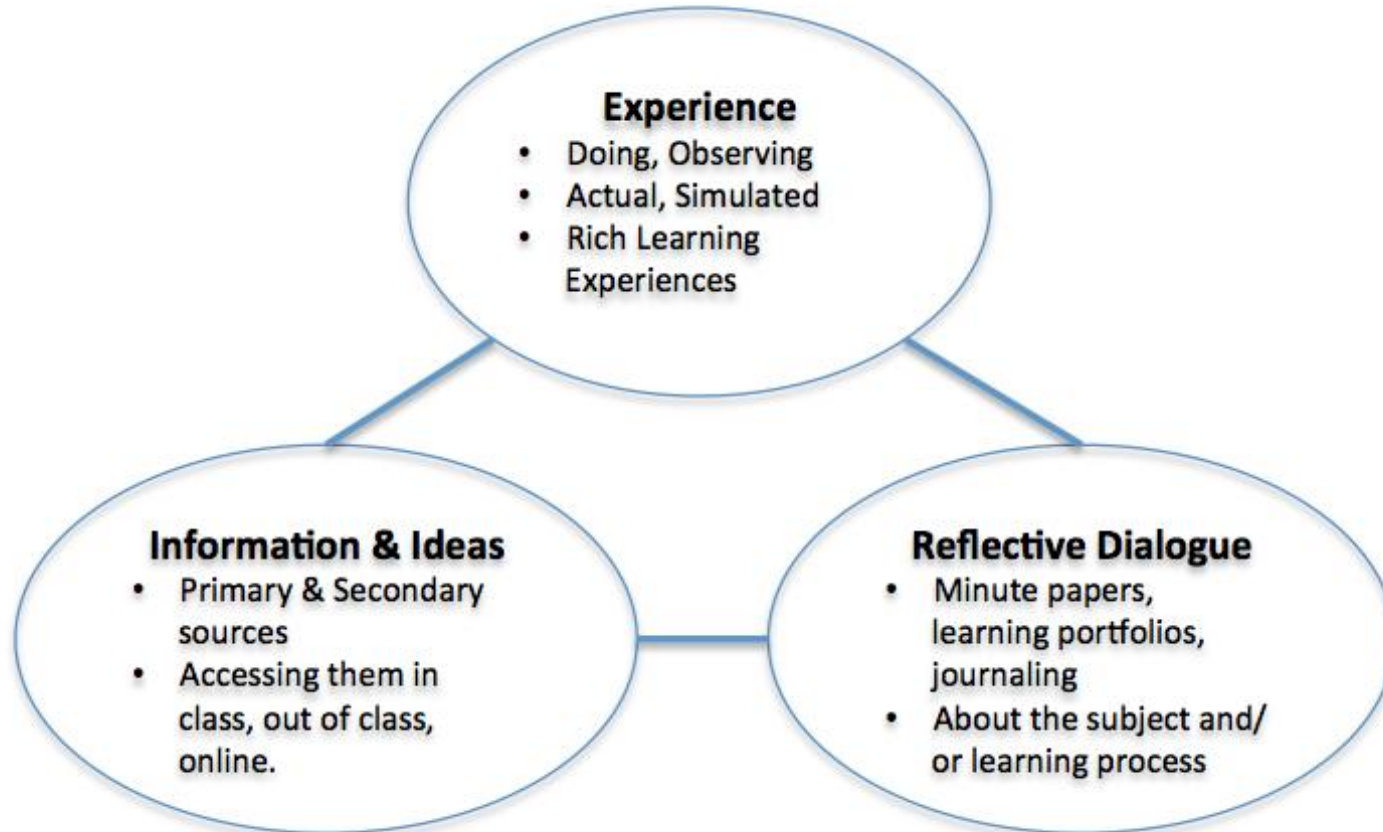 Experience
• Doing, Observing
• Actual, Simulated
• Rich Learning
Experiences
Information & Ideas
• Primary & Secondary
sources
• Accessing them in
class, out of class,
online.
Reflective Dialogue
• Minute papers,
learning portfolios,
journaling
• About the subject and/
or learning process